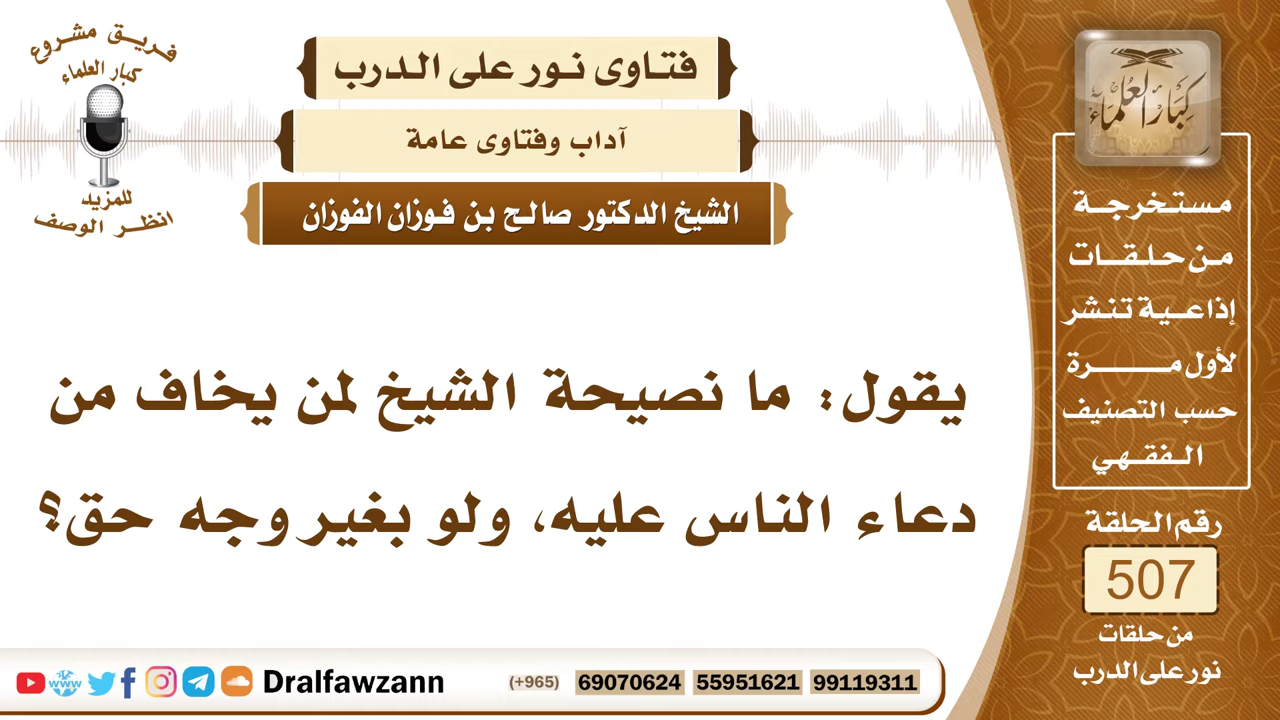 فريق مشروع
كبار العلماء
للمزيد
انظر الوصف
فتاوى نور على الدرب
آداب وفتاوى عامة
الشيخ الدكتور صالح بن فوزان الفوزان
يقول: ما نصيحة الشيخ لمن يخاف من
دعاء الناس عليه، ولو بغير وجه حق؟
كبار العلماء
مستخرجة
من حلقات
إذاعية تنشر
لأول مرة
حسب التصنيف
الفقهي
رقم الحلقة
507
من حلقات
نور على الدرب
www Dralfawzann (+965) 69070624 55951621 99119311